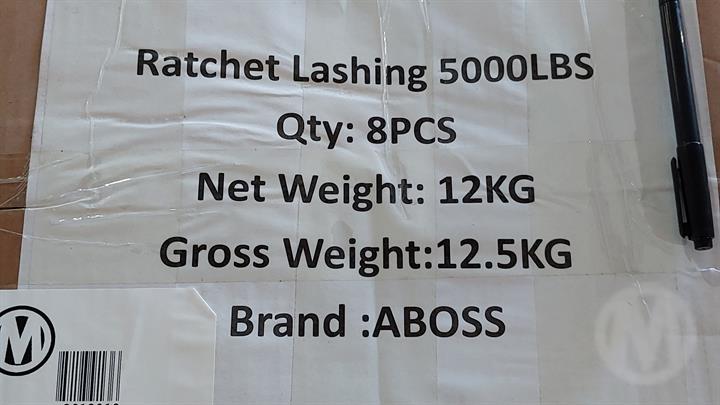 Ratchet Lashing 5000LBS
Qty: 8PCS
Net Weight: 12KG
Gross Weight:12.5KG
Brand :ABOSS
M
M